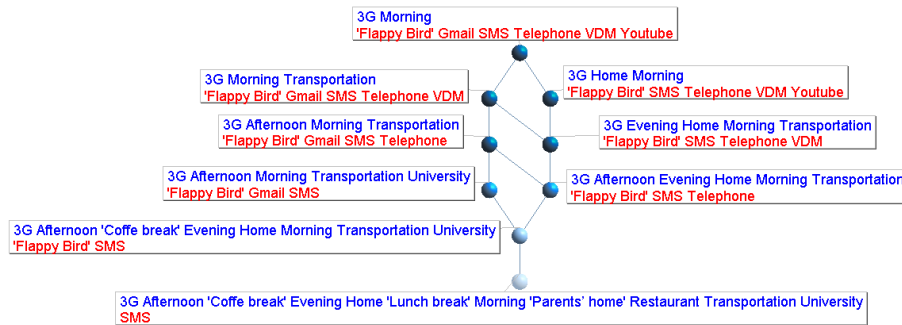 3G Morning
'Flappy Bird' Gmail SMS Telephone VDM Youtube
3G Morning Transportation
'Flappy Bird' Gmail SMS Telephone VDM
3G Home Morning
'Flappy Bird' SMS Telephone VDM Youtube
3G Afternoon Morning Transportation
'Flappy Bird' Gmail SMS Telephone
3G Evening Home Morning Transportation
'Flappy Bird' SMS Telephone VDM
3G Afternoon Morning Transportation University
'Flappy Bird' Gmail SMS
3G Afternoon Evening Home Morning Transportation
'Flappy Bird' SMS Telephone
3G Afternoon 'Coffe break' Evening Home Morning Transportation University
'Flappy Bird' SMS
3G Afternoon 'Coffe break' Evening Home 'Lunch break' Morning 'Parents’ home' Restaurant Transportation University
SMS